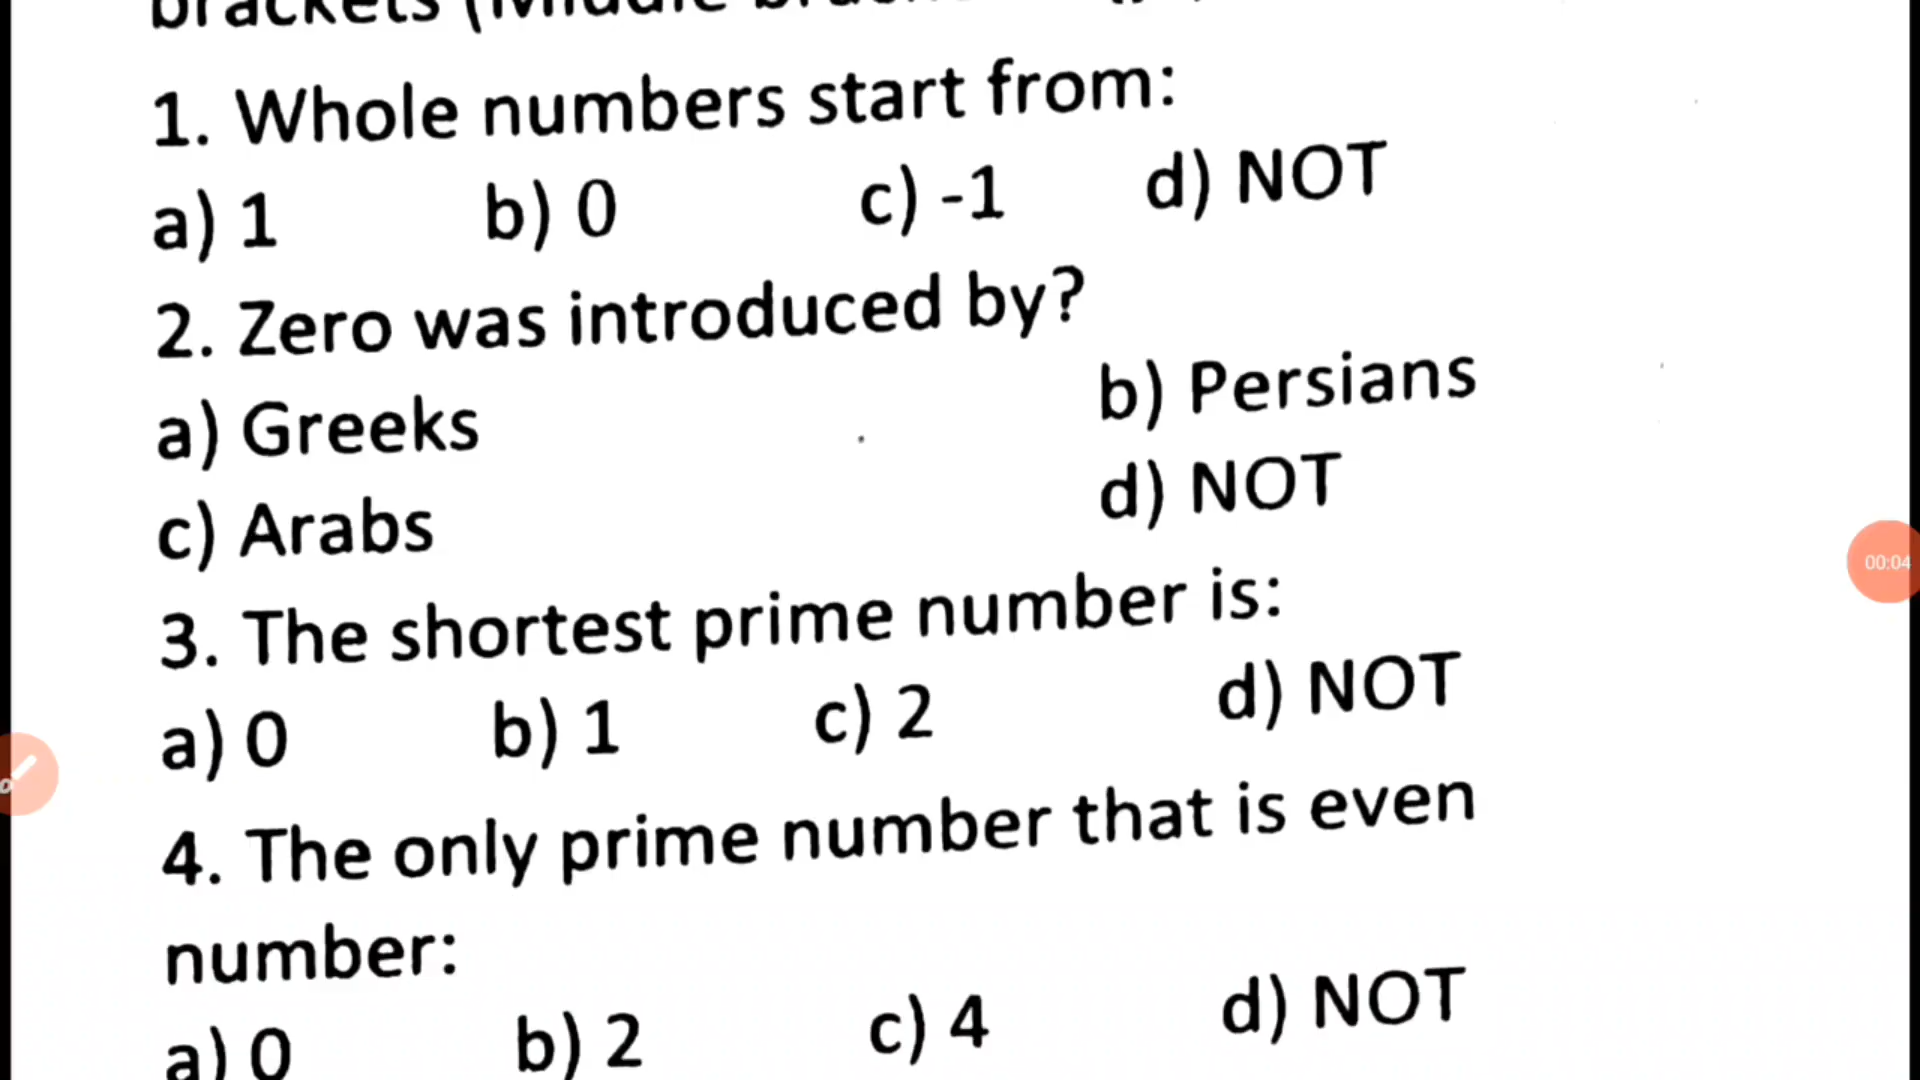 brackets (Middle
1. Whole numbers start from:
a) 1 b) 0 c) -1 d) NOT
2. Zero was introduced by?
a) Greeks b) Persians
c) Arabs d) NOT
3. The shortest prime number is:
a) 0 b) 1 c) 2 d) NOT
4. The only prime number that is even
number:
a) 0 b) 2 c) 4 d) NOT
00:04